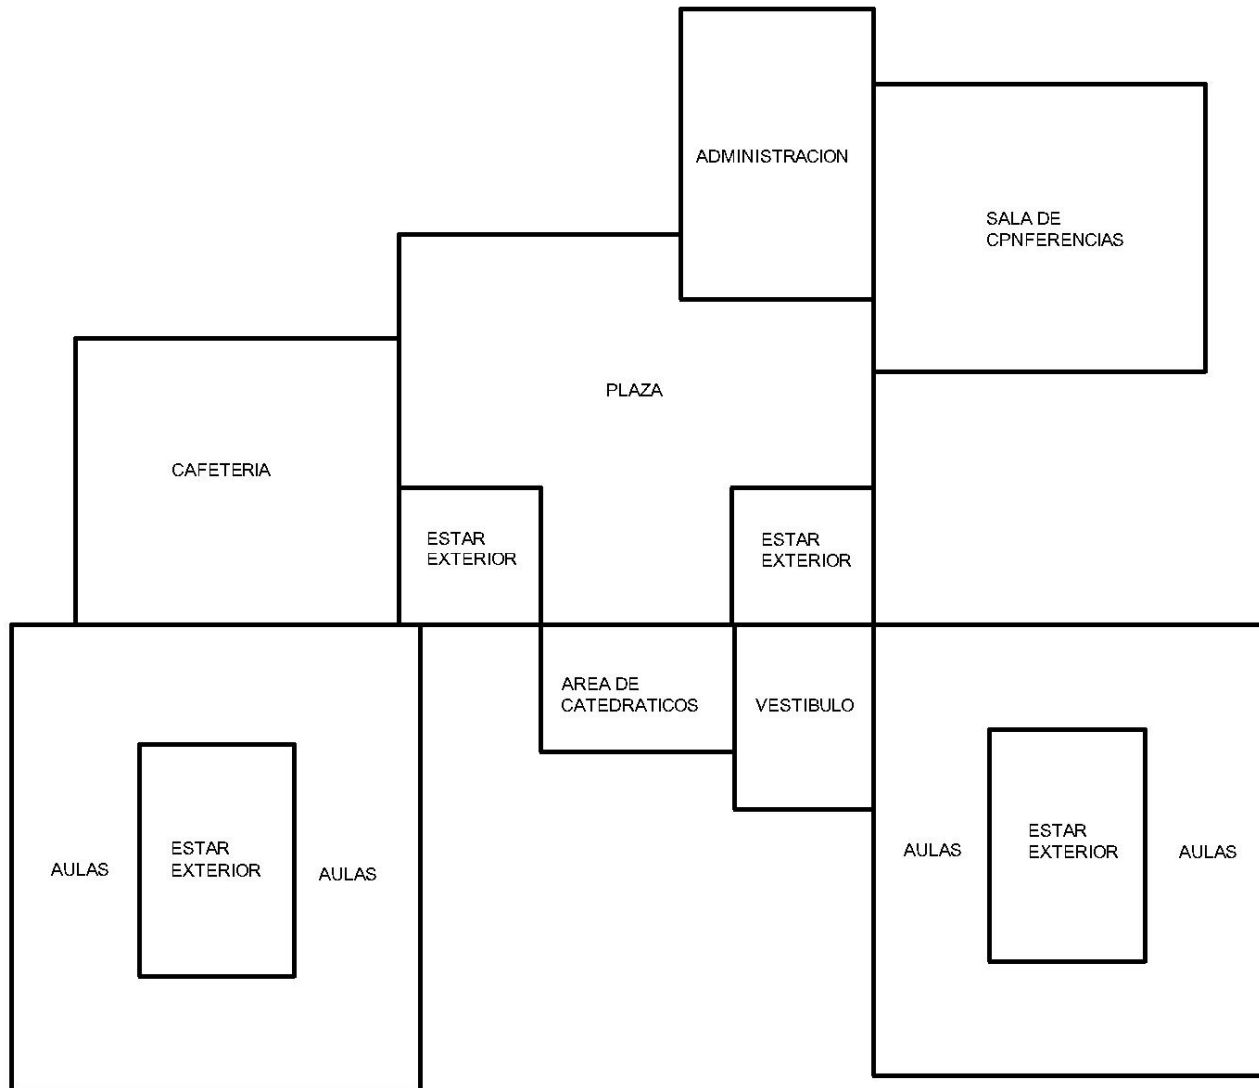 ADMINISTRACION
SALA DE
CPNFERENCIAS
PLAZA
CAFETERIA
ESTAR
EXTERIOR
ESTAR
EXTERIOR
AREA DE
CATEDRATICOS
VESTIBULO
AULAS
ESTAR
EXTERIOR
AULAS
AULAS
ESTAR
EXTERIOR
AULAS